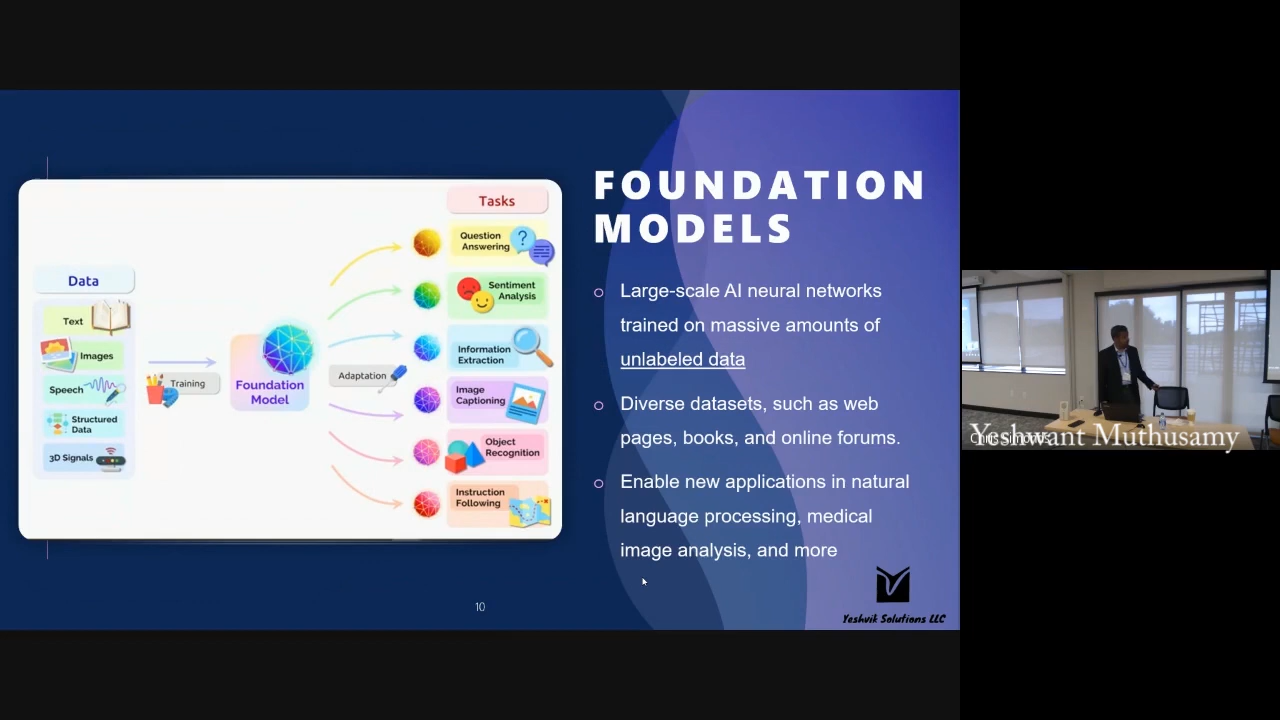 Data
Text
Images
Speech
Structured
Data
3D Signals
Training
Foundation
Model
Adaptation
Tasks
Question
Answering
?
Sentiment
Analysis
Information
Extraction
Image
Captioning
Object
Recognition
Instruction
Following
FOUNDATION
MODELS
Large-scale AI neural networks
trained on massive amounts of
unlabeled data
Diverse datasets, such as web
pages, books, and online forums.
Enable new applications in natural
language processing, medical
image analysis, and more
10
Yeshvik Solutions LLC
Yeshwant Muthusamy